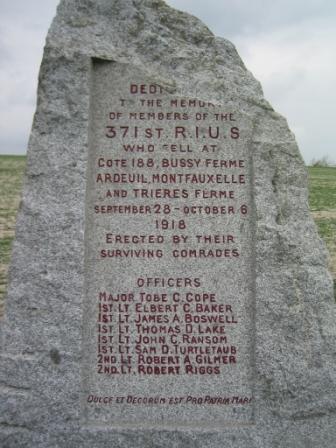 TO THE MEMORY
OF MEMBERS OF THE
371ST. R.I.U.S
WHO FELL AT
COTE 188, BUSSY FERME
ARDEUIL, MONTFAUXELLE
AND TRIERES FERME
SEPTEMBER 28 - OCTOBER 6
1918
ERECTED BY THEIR
SURVIVING COMRADES
OFFICERS
MAJOR TOBE C. COPE
1ST. LT. ELBERT C. BAKER
1ST. LT. JAMES A. BOSWELL
1ST. LT. THOMAS D. LAKE
1ST. LT. JOHN C. RANSOM
1ST. LT. SAM D. TURTLETAUB
2ND. LT. ROBERT A. GILMER
2ND. LT. ROBERT RIGGS
DULCE ET DECORUM EST PRO PATRIA MARI